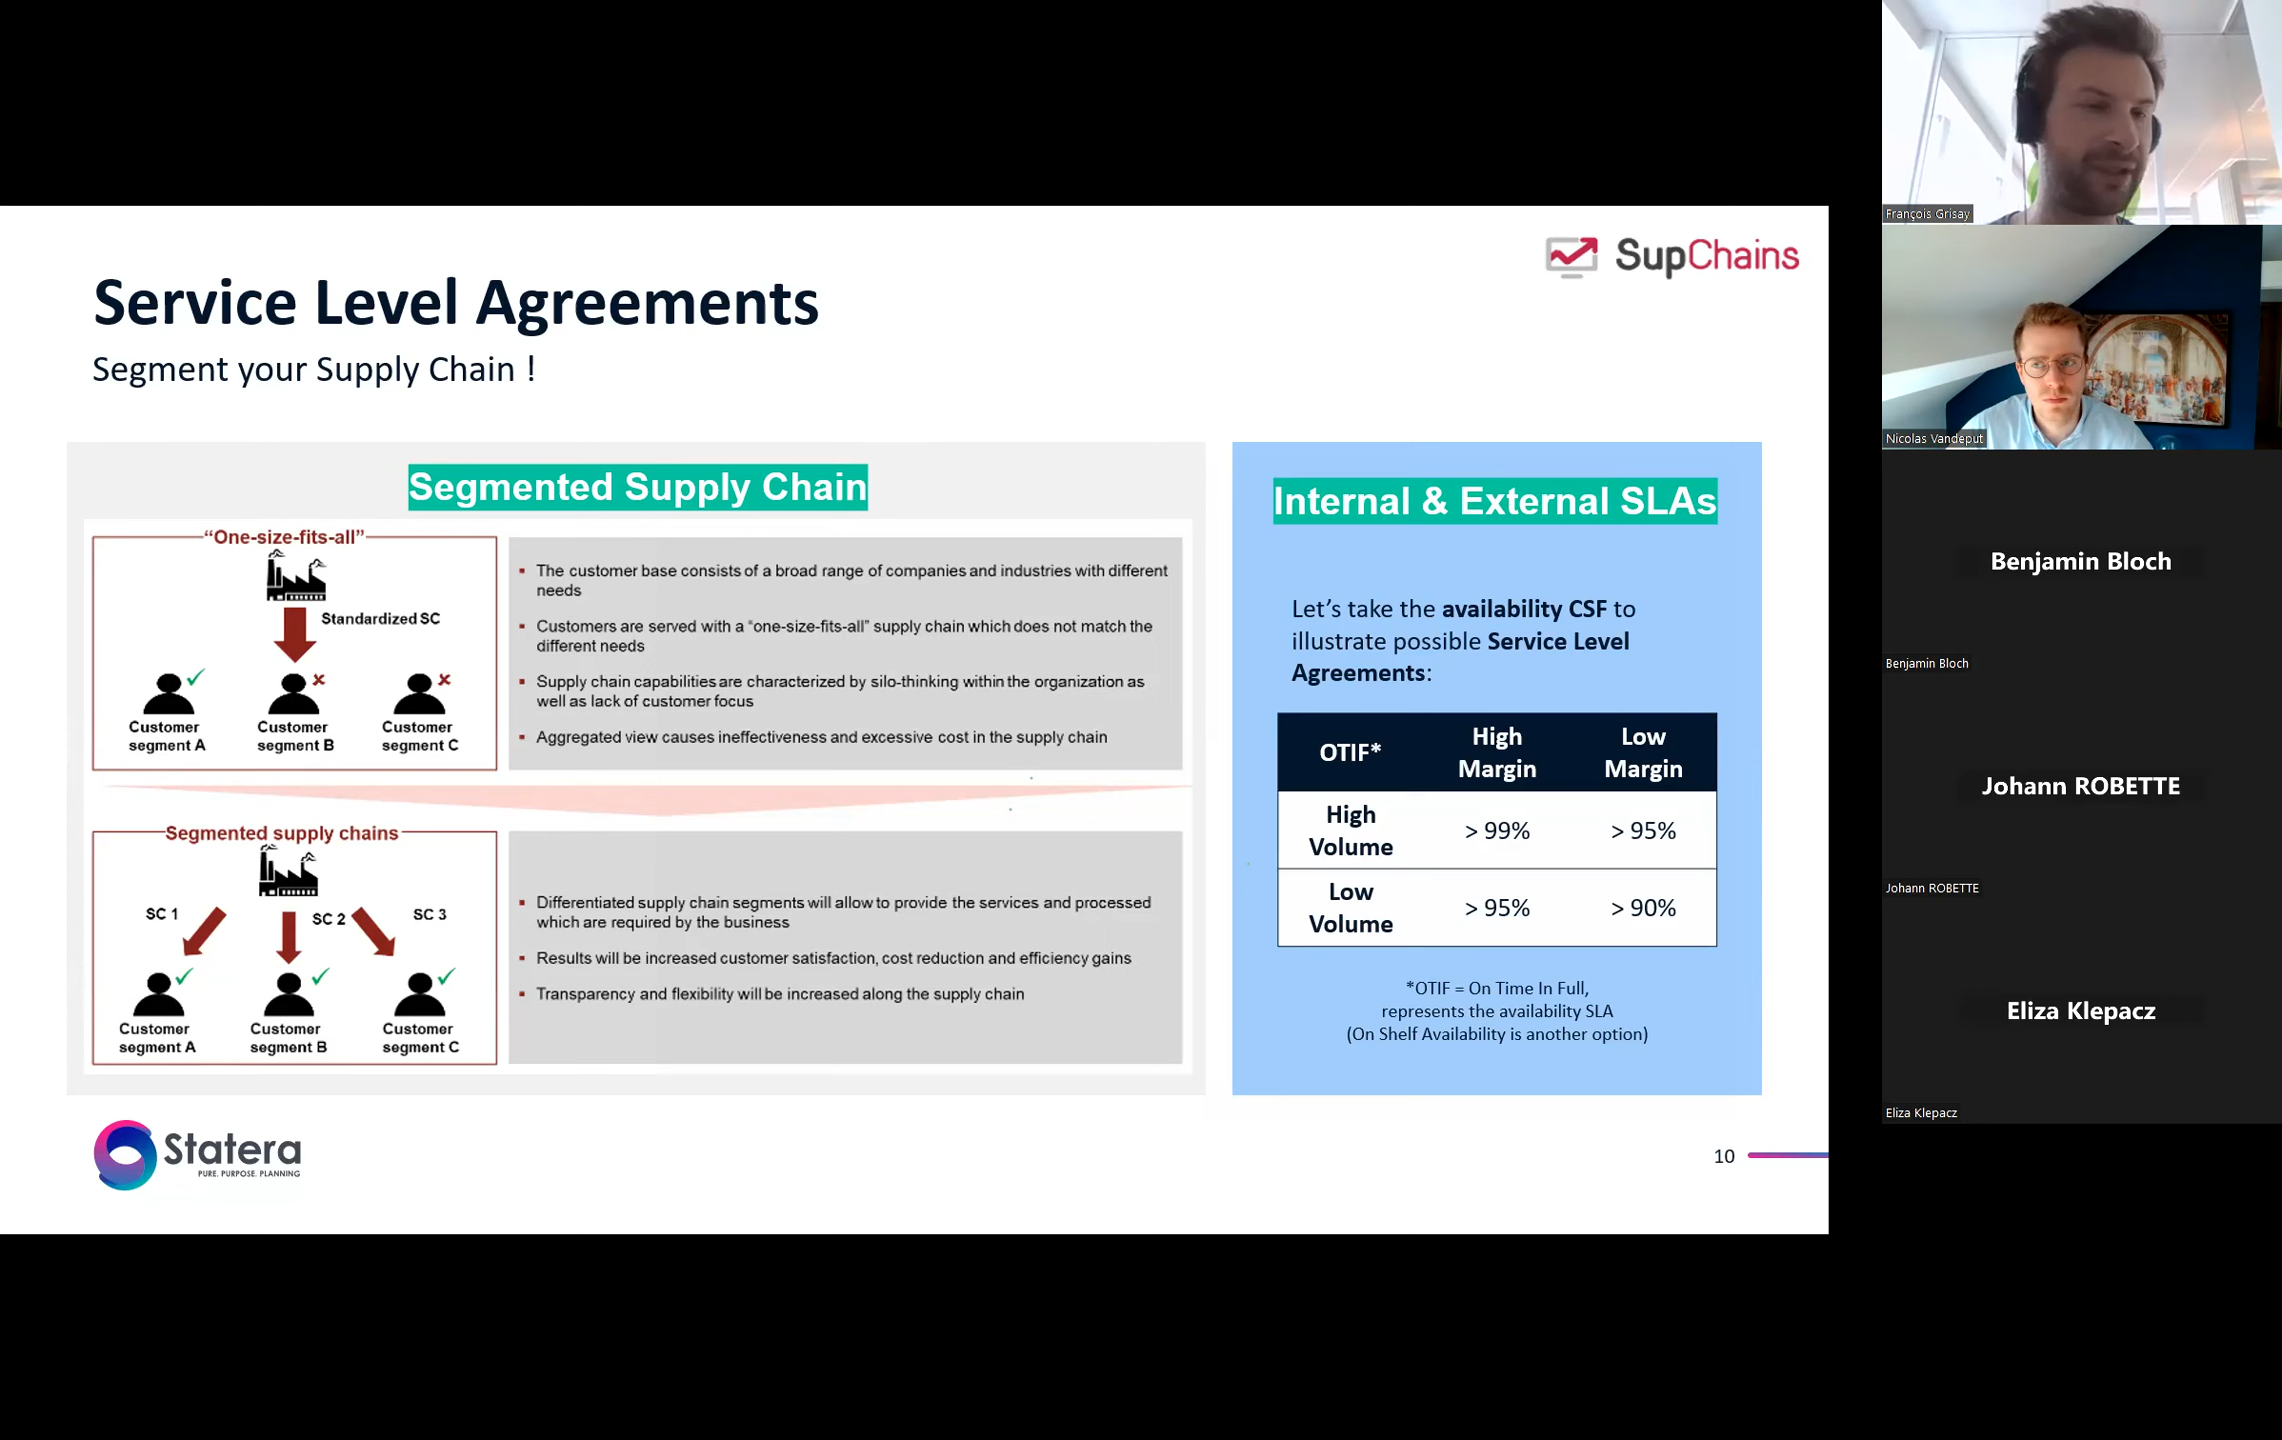 SupChains
Service Level Agreements
Segment your Supply Chain !
Segmented Supply Chain
“One-size-fits-all”
Standardized SC
Customer
segment A
Customer
segment B
Customer
segment C
▪ The customer base consists of a broad range of companies and industries with different
needs
▪ Customers are served with a “one-size-fits-all” supply chain which does not match the
different needs
▪ Supply chain capabilities are characterized by silo-thinking within the organization as
well as lack of customer focus
▪ Aggregated view causes ineffectiveness and excessive cost in the supply chain
Segmented supply chains
SC 1
SC 2
SC 3
Customer
segment A
Customer
segment B
Customer
segment C
▪ Differentiated supply chain segments will allow to provide the services and processed
which are required by the business
▪ Results will be increased customer satisfaction, cost reduction and efficiency gains
▪ Transparency and flexibility will be increased along the supply chain
Internal & External SLAs
Let’s take the availability CSF to
illustrate possible Service Level
Agreements:
OTIF*
High
Margin
Low
Margin
High
Volume
> 99%
> 95%
Low
Volume
> 95%
> 90%
*OTIF = On Time In Full,
represents the availability SLA
(On Shelf Availability is another option)
Statera
PURE. PURPOSE. PLANNING
10
François Grisay
Nicolas Vandeput
Benjamin Bloch
Benjamin Bloch
Johann ROBETTE
Johann ROBETTE
Eliza Klepacz
Eliza Klepacz